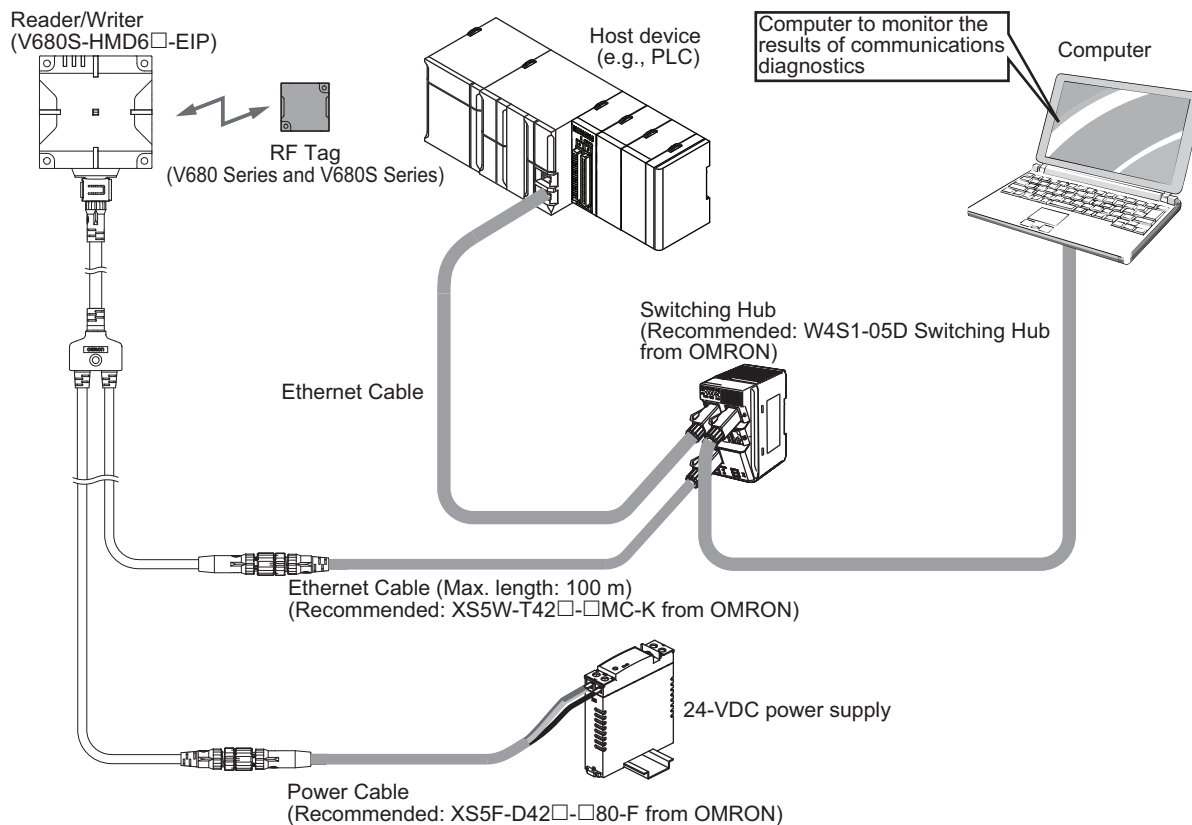 Reader/Writer
(V680S-HMD6□-EIP)
RF Tag
(V680 Series and V680S Series)
Host device
(e.g., PLC)
Computer to monitor the
results of communications
diagnostics
Computer
Switching Hub
(Recommended: W4S1-05D Switching Hub
from OMRON)
Ethernet Cable
OMRON
Ethernet Cable (Max. length: 100 m)
(Recommended: XS5W-T42□-□MC-K from OMRON)
24-VDC power supply
Power Cable
(Recommended: XS5F-D42□-□80-F from OMRON)